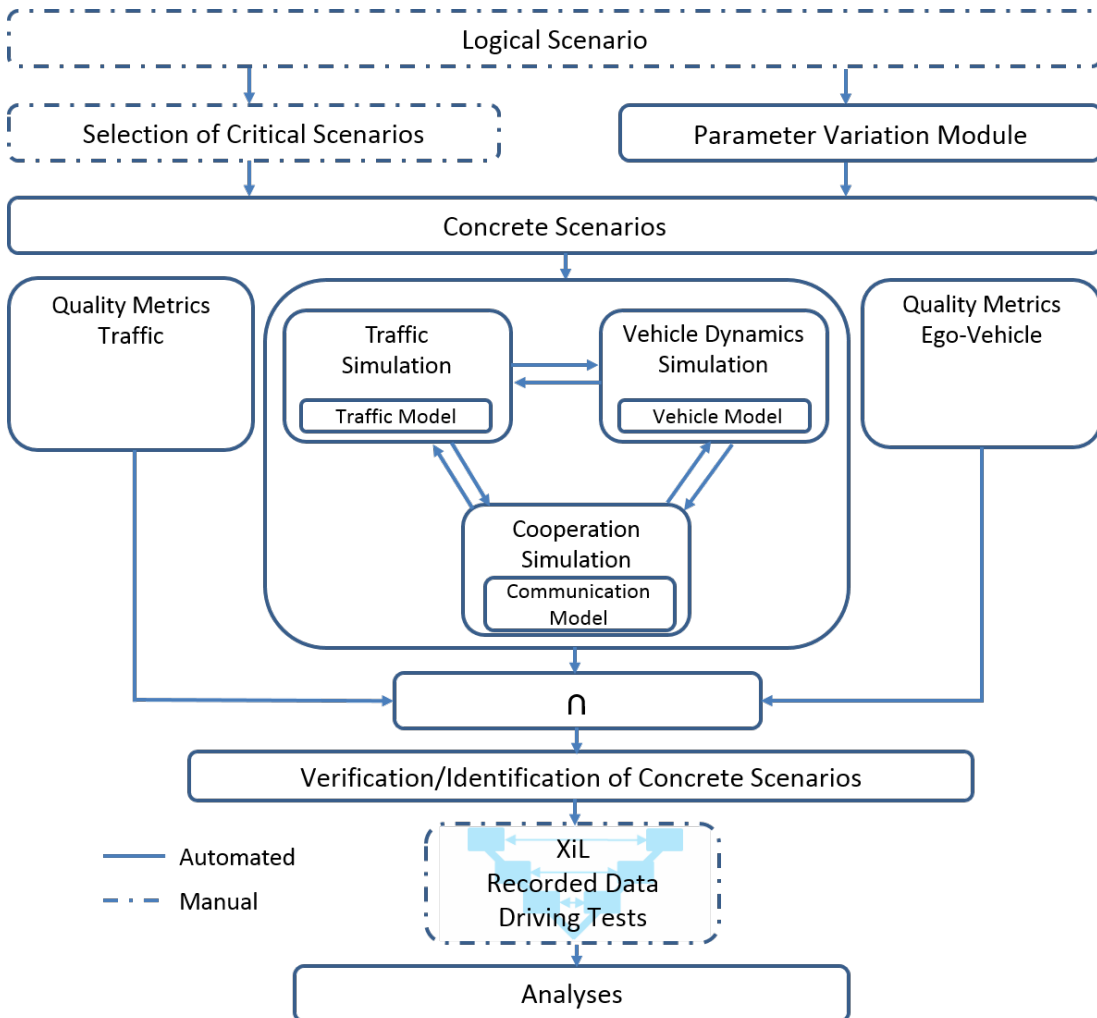 Logical Scenario
Selection of Critical Scenarios
Parameter Variation Module
Concrete Scenarios
Quality Metrics
Traffic
Traffic
Simulation
Traffic Model
Vehicle Dynamics
Simulation
Vehicle Model
Quality Metrics
Ego-Vehicle
Cooperation
Simulation
Communication
Model
∩
Verification/Identification of Concrete Scenarios
XiL
Recorded Data
Driving Tests
Automated
Manual
Analyses